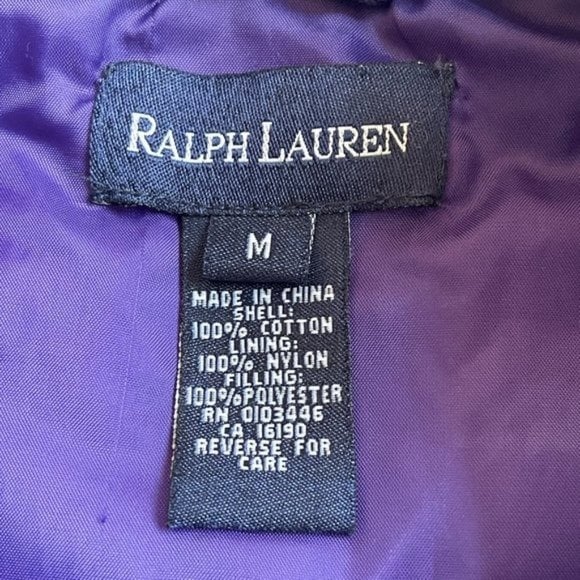 RALPH LAUREN
M
MADE IN CHINA
SHELL:
100% COTTON
LINING:
100% NYLON
FILLING:
100%POLYESTER
RN 0103446
CA 16190
REVERSE FOR
CARE